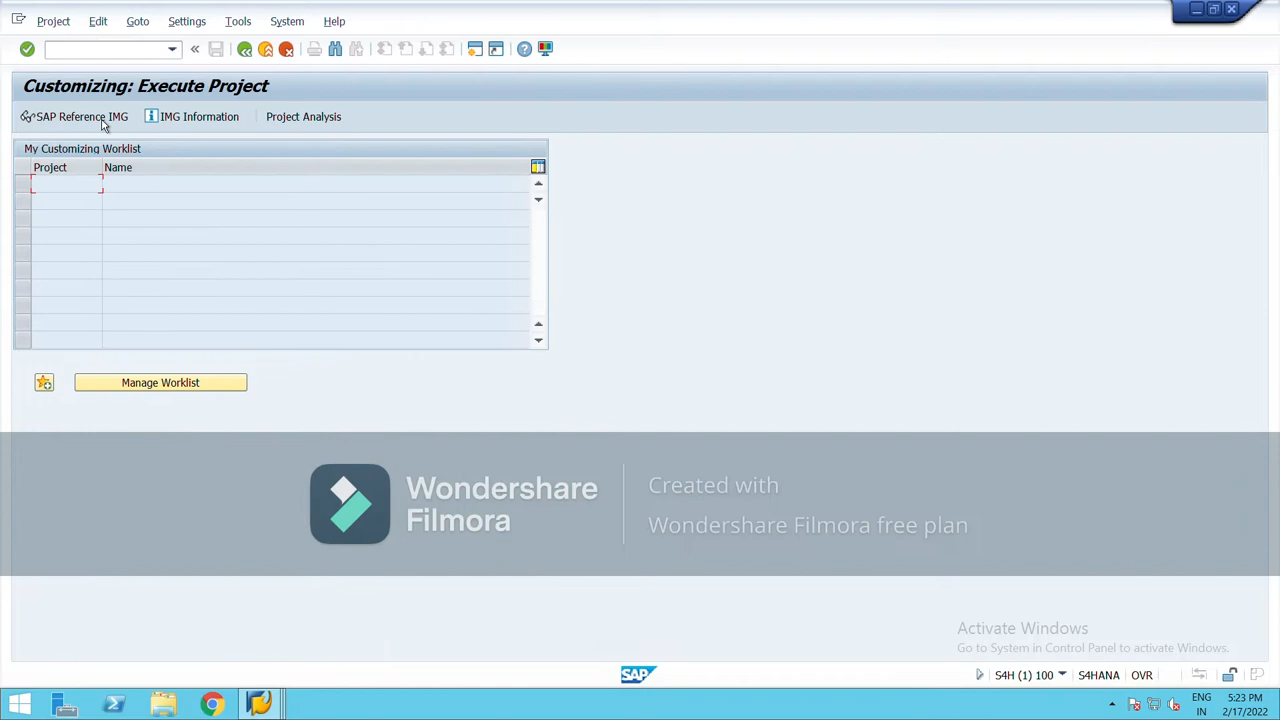 Project Edit Goto Settings Tools System Help
Customizing: Execute Project
SAP Reference IMG IMG Information Project Analysis
My Customizing Worklist
Project Name
Manage Worklist
Wondershare
Filmora
Created with
Wondershare Filmora free plan
Activate Windows
Go to System in Control Panel to activate Windows.
SAP
S4H (1) 100 S4HANA OVR
ENG
IN
5:23 PM
2/17/2022